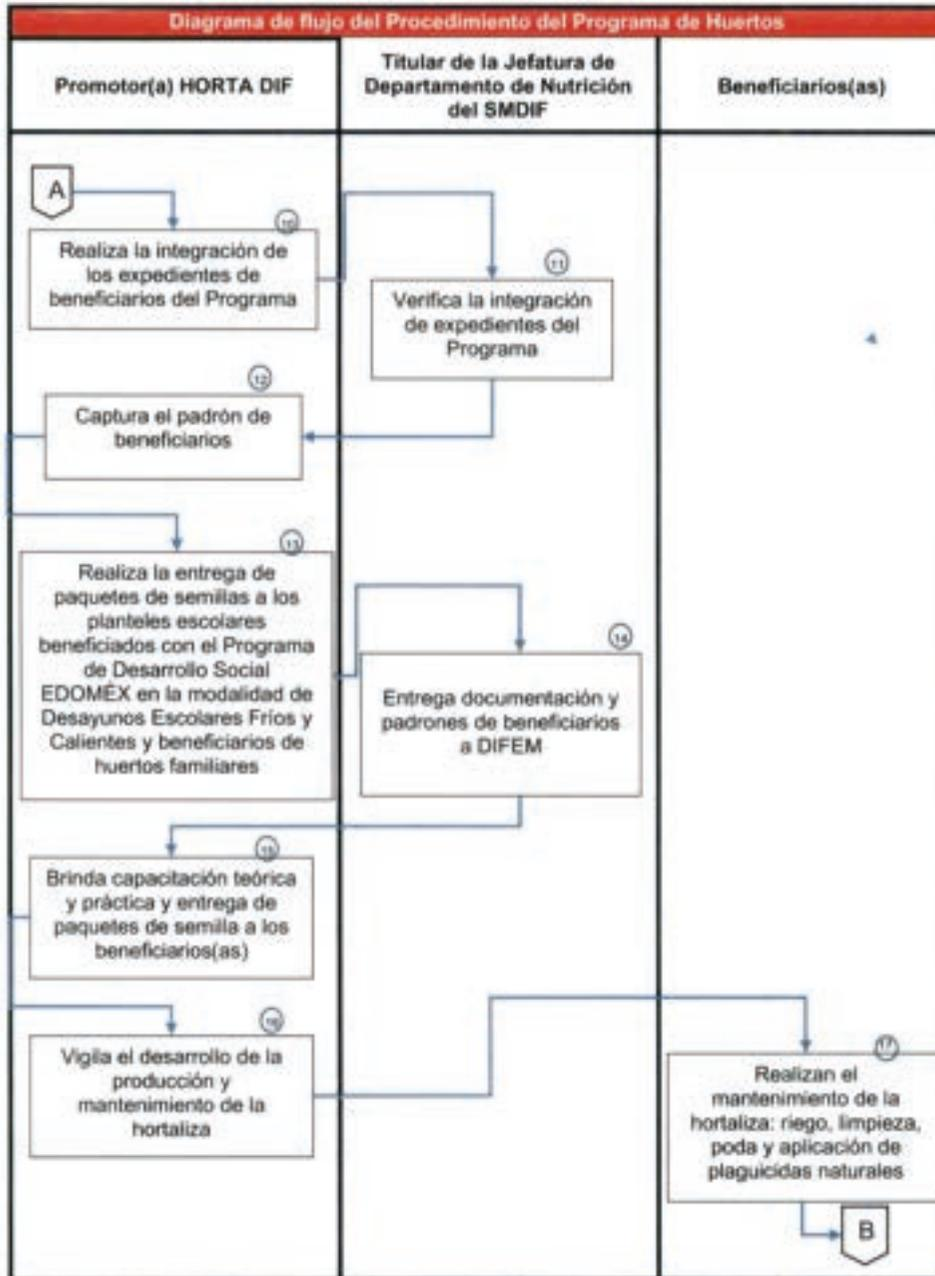 Diagrama de flujo del Procedimiento del Programa de Huertos
Promotor(a) HORTA DIF
Titular de la Jefatura de
Departamento de Nutrición
del SMDIF
Beneficiarios(as)
A
10
Realiza la integración de
los expedientes de
beneficiarios del Programa
11
Verifica la integración
de expedientes del
Programa
12
Captura el padrón de
beneficiarios
13
Realiza la entrega de
paquetes de semillas a los
planteles escolares
beneficiados con el Programa
de Desarrollo Social
EDOMÉX en la modalidad de
Desayunos Escolares Fríos y
Calientes y beneficiarios de
huertos familiares
14
Entrega documentación y
padrones de beneficiarios
a DIFEM
15
Brinda capacitación teórica
y práctica y entrega de
paquetes de semilla a los
beneficiarios(as)
16
Vigila el desarrollo de la
producción y
mantenimiento de la
hortaliza
17
Realizan el
mantenimiento de la
hortaliza: riego, limpieza,
poda y aplicación de
plaguicidas naturales
B